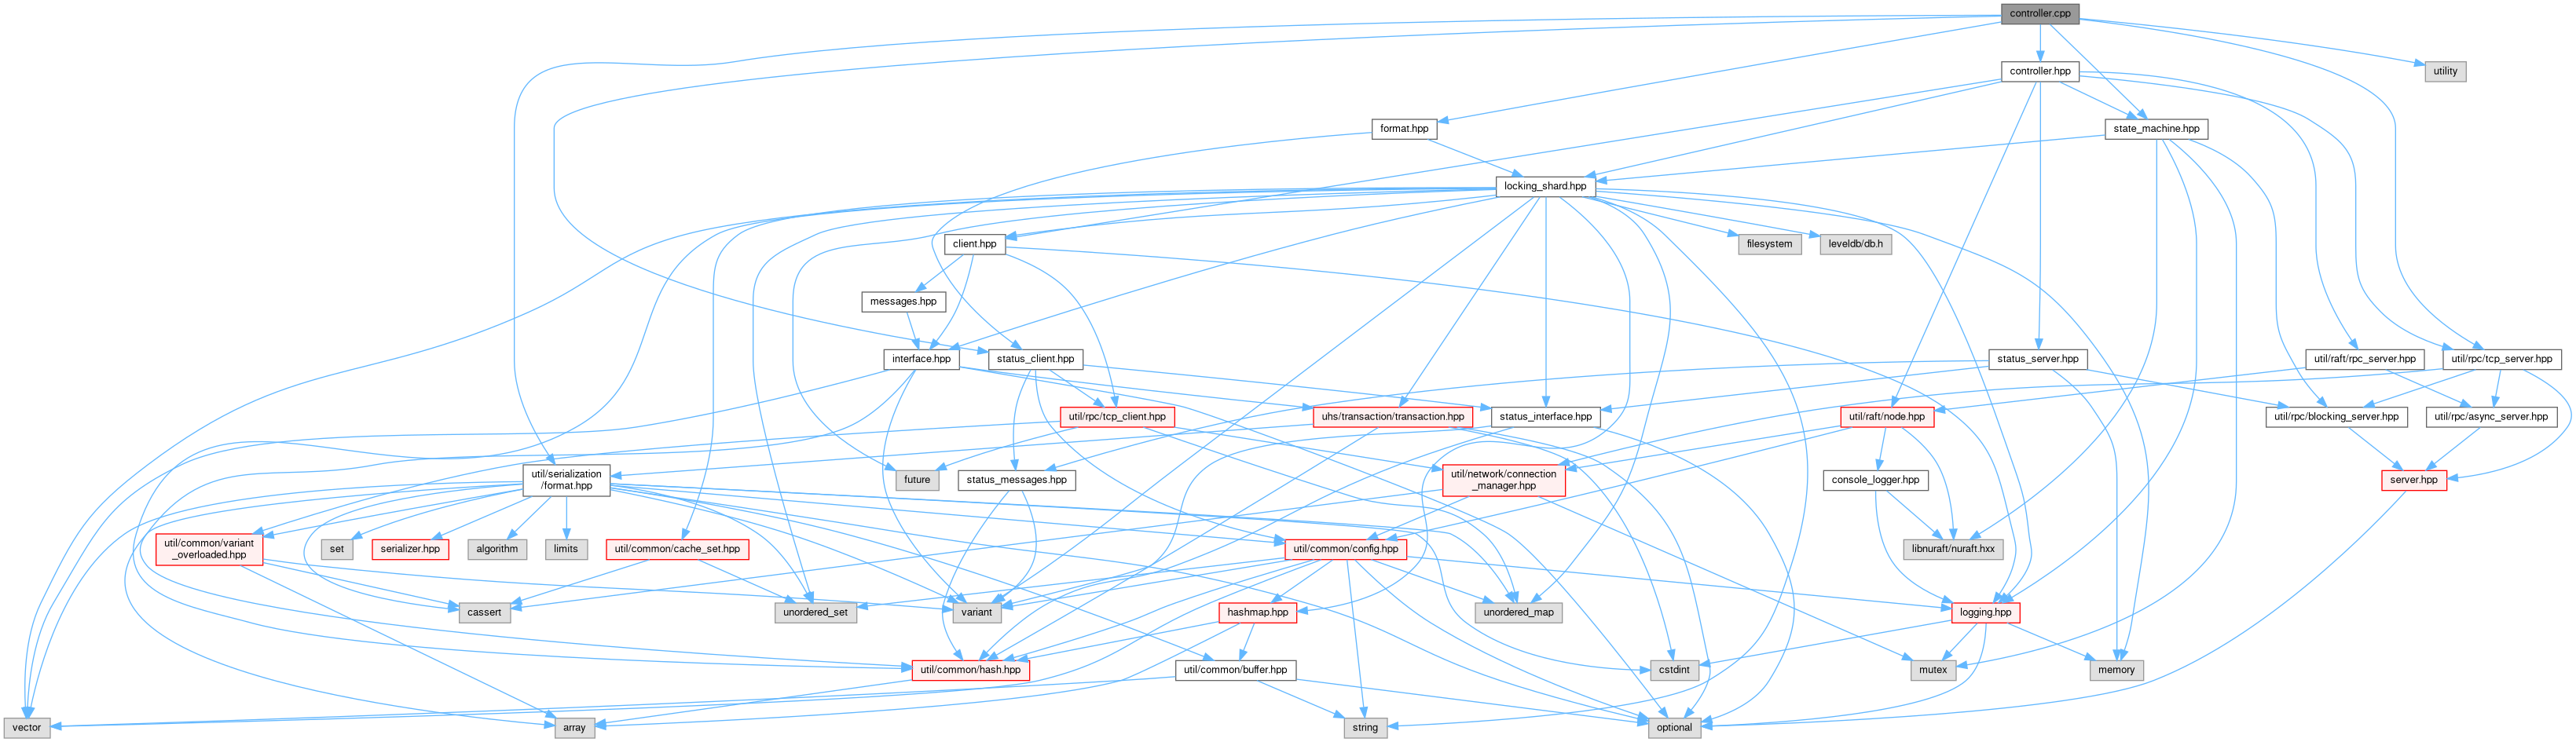 controller.cpp
controller.hpp
utility
format.hpp
state_machine.hpp
locking_shard.hpp
client.hpp
filesystem
leveldb/db.h
messages.hpp
interface.hpp
status_client.hpp
status_server.hpp
util/raft/rpc_server.hpp
util/rpc/tcp_server.hpp
util/rpc/tcp_client.hpp
uhs/transaction/transaction.hpp
status_interface.hpp
util/raft/node.hpp
util/rpc/blocking_server.hpp
util/rpc/async_server.hpp
util/serialization
/format.hpp
future
status_messages.hpp
util/network/connection
_manager.hpp
console_logger.hpp
server.hpp
util/common/variant
_overloaded.hpp
set
serializer.hpp
algorithm
limits
util/common/cache_set.hpp
util/common/config.hpp
libnuraft/nuraft.hxx
cassert
unordered_set
variant
hashmap.hpp
unordered_map
logging.hpp
util/common/hash.hpp
util/common/buffer.hpp
cstdint
mutex
memory
vector
array
string
optional